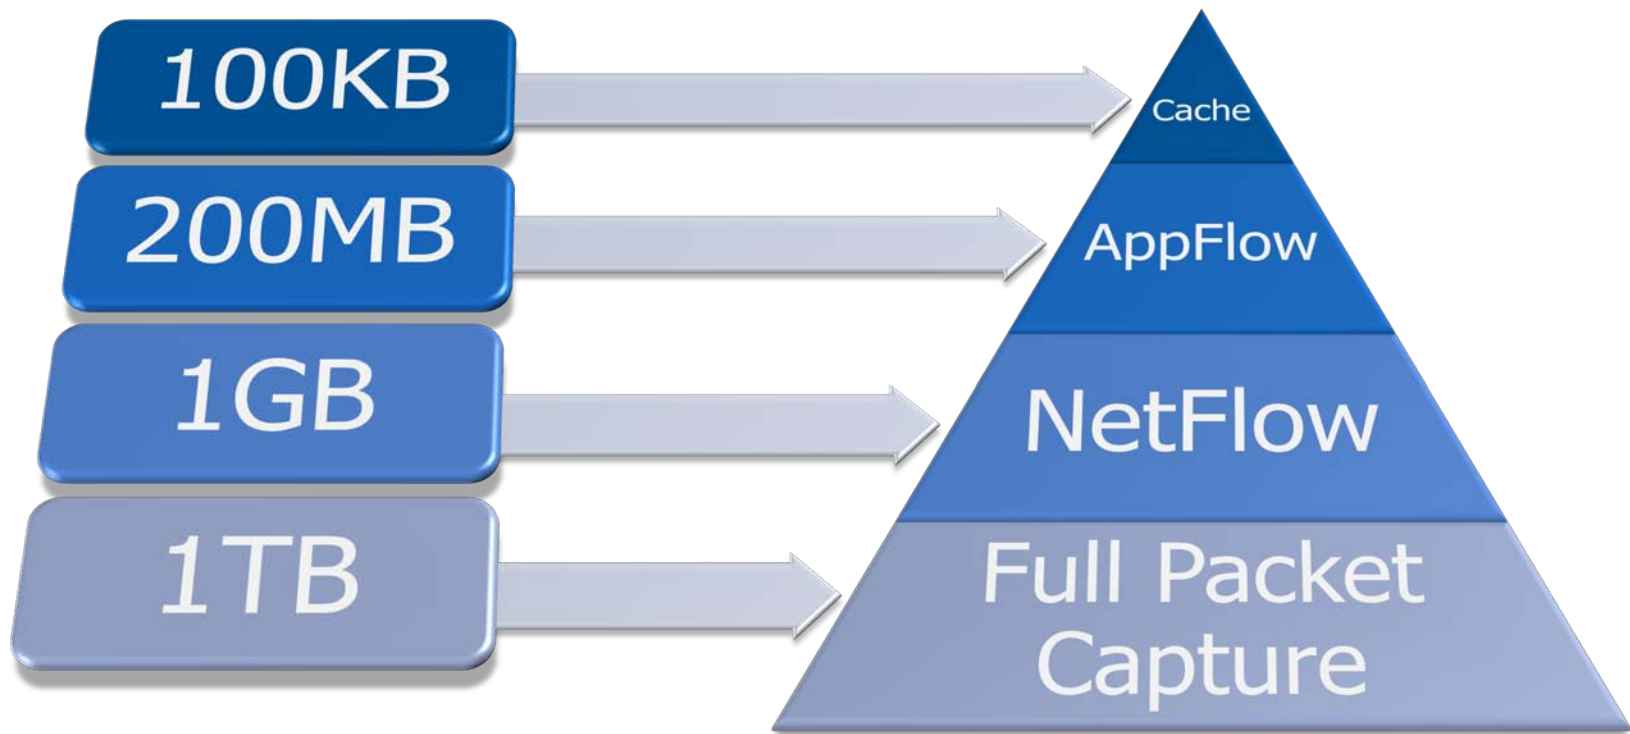 100KB
Cache
200MB
AppFlow
1GB
NetFlow
1TB
Full Packet
Capture